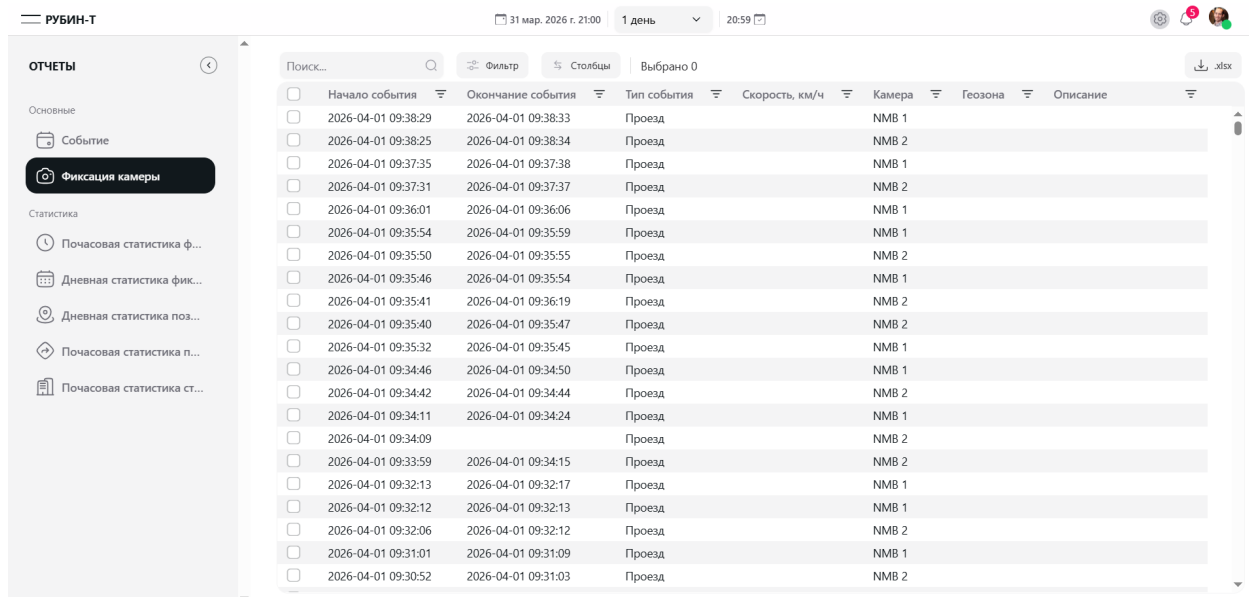 РУБИН-Т
31 мар. 2026 г. 21:00 1 день 20:59
5
ОТЧЕТЫ
Основные
Событие
Фиксация камеры
Статистика
Почасовая статистика ф...
Дневная статистика фик...
Дневная статистика поз...
Почасовая статистика п...
Почасовая статистика ст...
Поиск... Фильтр Столбцы Выбрано 0 .xlsx
Начало события Окончание события Тип события Скорость, км/ч Камера Геозона Описание
2026-04-01 09:38:29 2026-04-01 09:38:33 Проезд NMB 1
2026-04-01 09:38:25 2026-04-01 09:38:34 Проезд NMB 2
2026-04-01 09:37:35 2026-04-01 09:37:38 Проезд NMB 1
2026-04-01 09:37:31 2026-04-01 09:37:37 Проезд NMB 2
2026-04-01 09:36:01 2026-04-01 09:36:06 Проезд NMB 1
2026-04-01 09:35:54 2026-04-01 09:35:59 Проезд NMB 1
2026-04-01 09:35:50 2026-04-01 09:35:55 Проезд NMB 2
2026-04-01 09:35:46 2026-04-01 09:35:54 Проезд NMB 1
2026-04-01 09:35:41 2026-04-01 09:36:19 Проезд NMB 2
2026-04-01 09:35:40 2026-04-01 09:35:47 Проезд NMB 2
2026-04-01 09:35:32 2026-04-01 09:35:45 Проезд NMB 1
2026-04-01 09:34:46 2026-04-01 09:34:50 Проезд NMB 1
2026-04-01 09:34:42 2026-04-01 09:34:44 Проезд NMB 2
2026-04-01 09:34:11 2026-04-01 09:34:24 Проезд NMB 1
2026-04-01 09:34:09 Проезд NMB 2
2026-04-01 09:33:59 2026-04-01 09:34:15 Проезд NMB 2
2026-04-01 09:32:13 2026-04-01 09:32:17 Проезд NMB 1
2026-04-01 09:32:12 2026-04-01 09:32:13 Проезд NMB 1
2026-04-01 09:32:06 2026-04-01 09:32:12 Проезд NMB 2
2026-04-01 09:31:01 2026-04-01 09:31:09 Проезд NMB 1
2026-04-01 09:30:52 2026-04-01 09:31:03 Проезд NMB 2